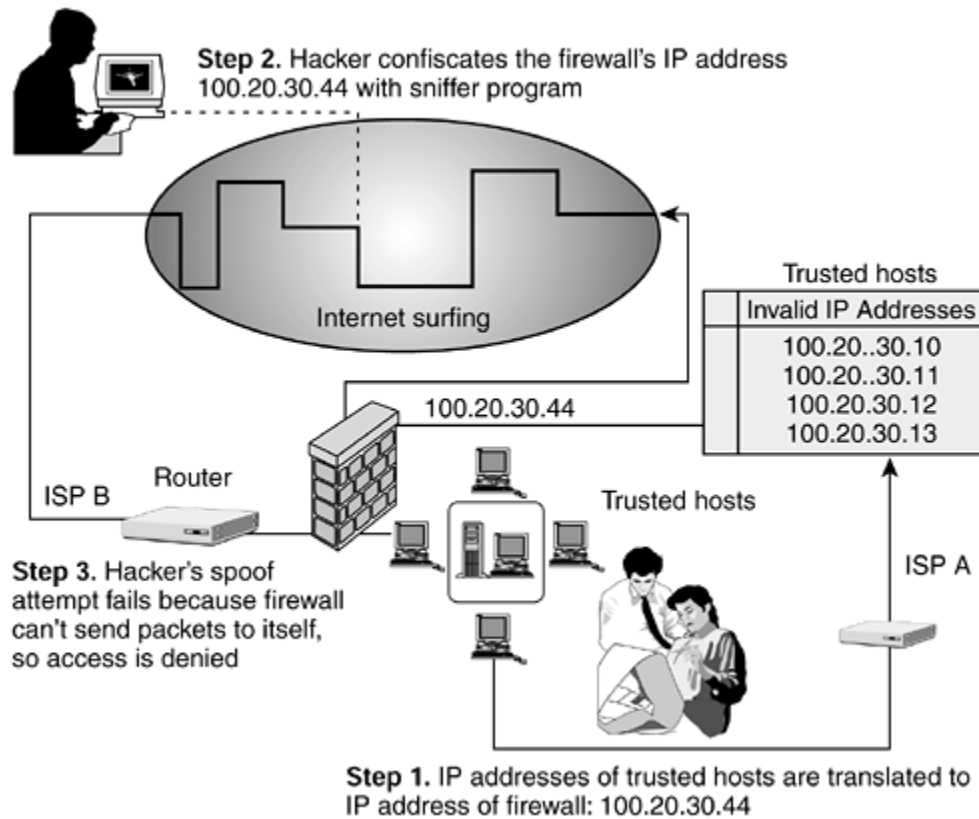 Step 2. Hacker confiscates the firewall's IP address
100.20.30.44 with sniffer program
Internet surfing
Trusted hosts
Invalid IP Addresses
100.20..30.10
100.20..30.11
100.20.30.12
100.20.30.13
100.20.30.44
Router
ISP B
Trusted hosts
ISP A
Step 3. Hacker's spoof
attempt fails because firewall
can't send packets to itself,
so access is denied
Step 1. IP addresses of trusted hosts are translated to
IP address of firewall: 100.20.30.44